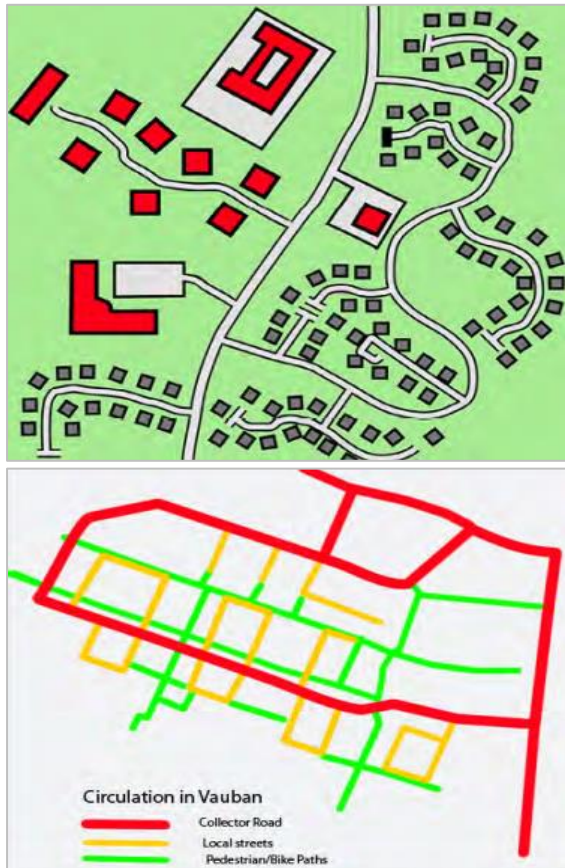 Circulation in Vauban
Collector Road
Local streets
Pedestrian/Bike Paths